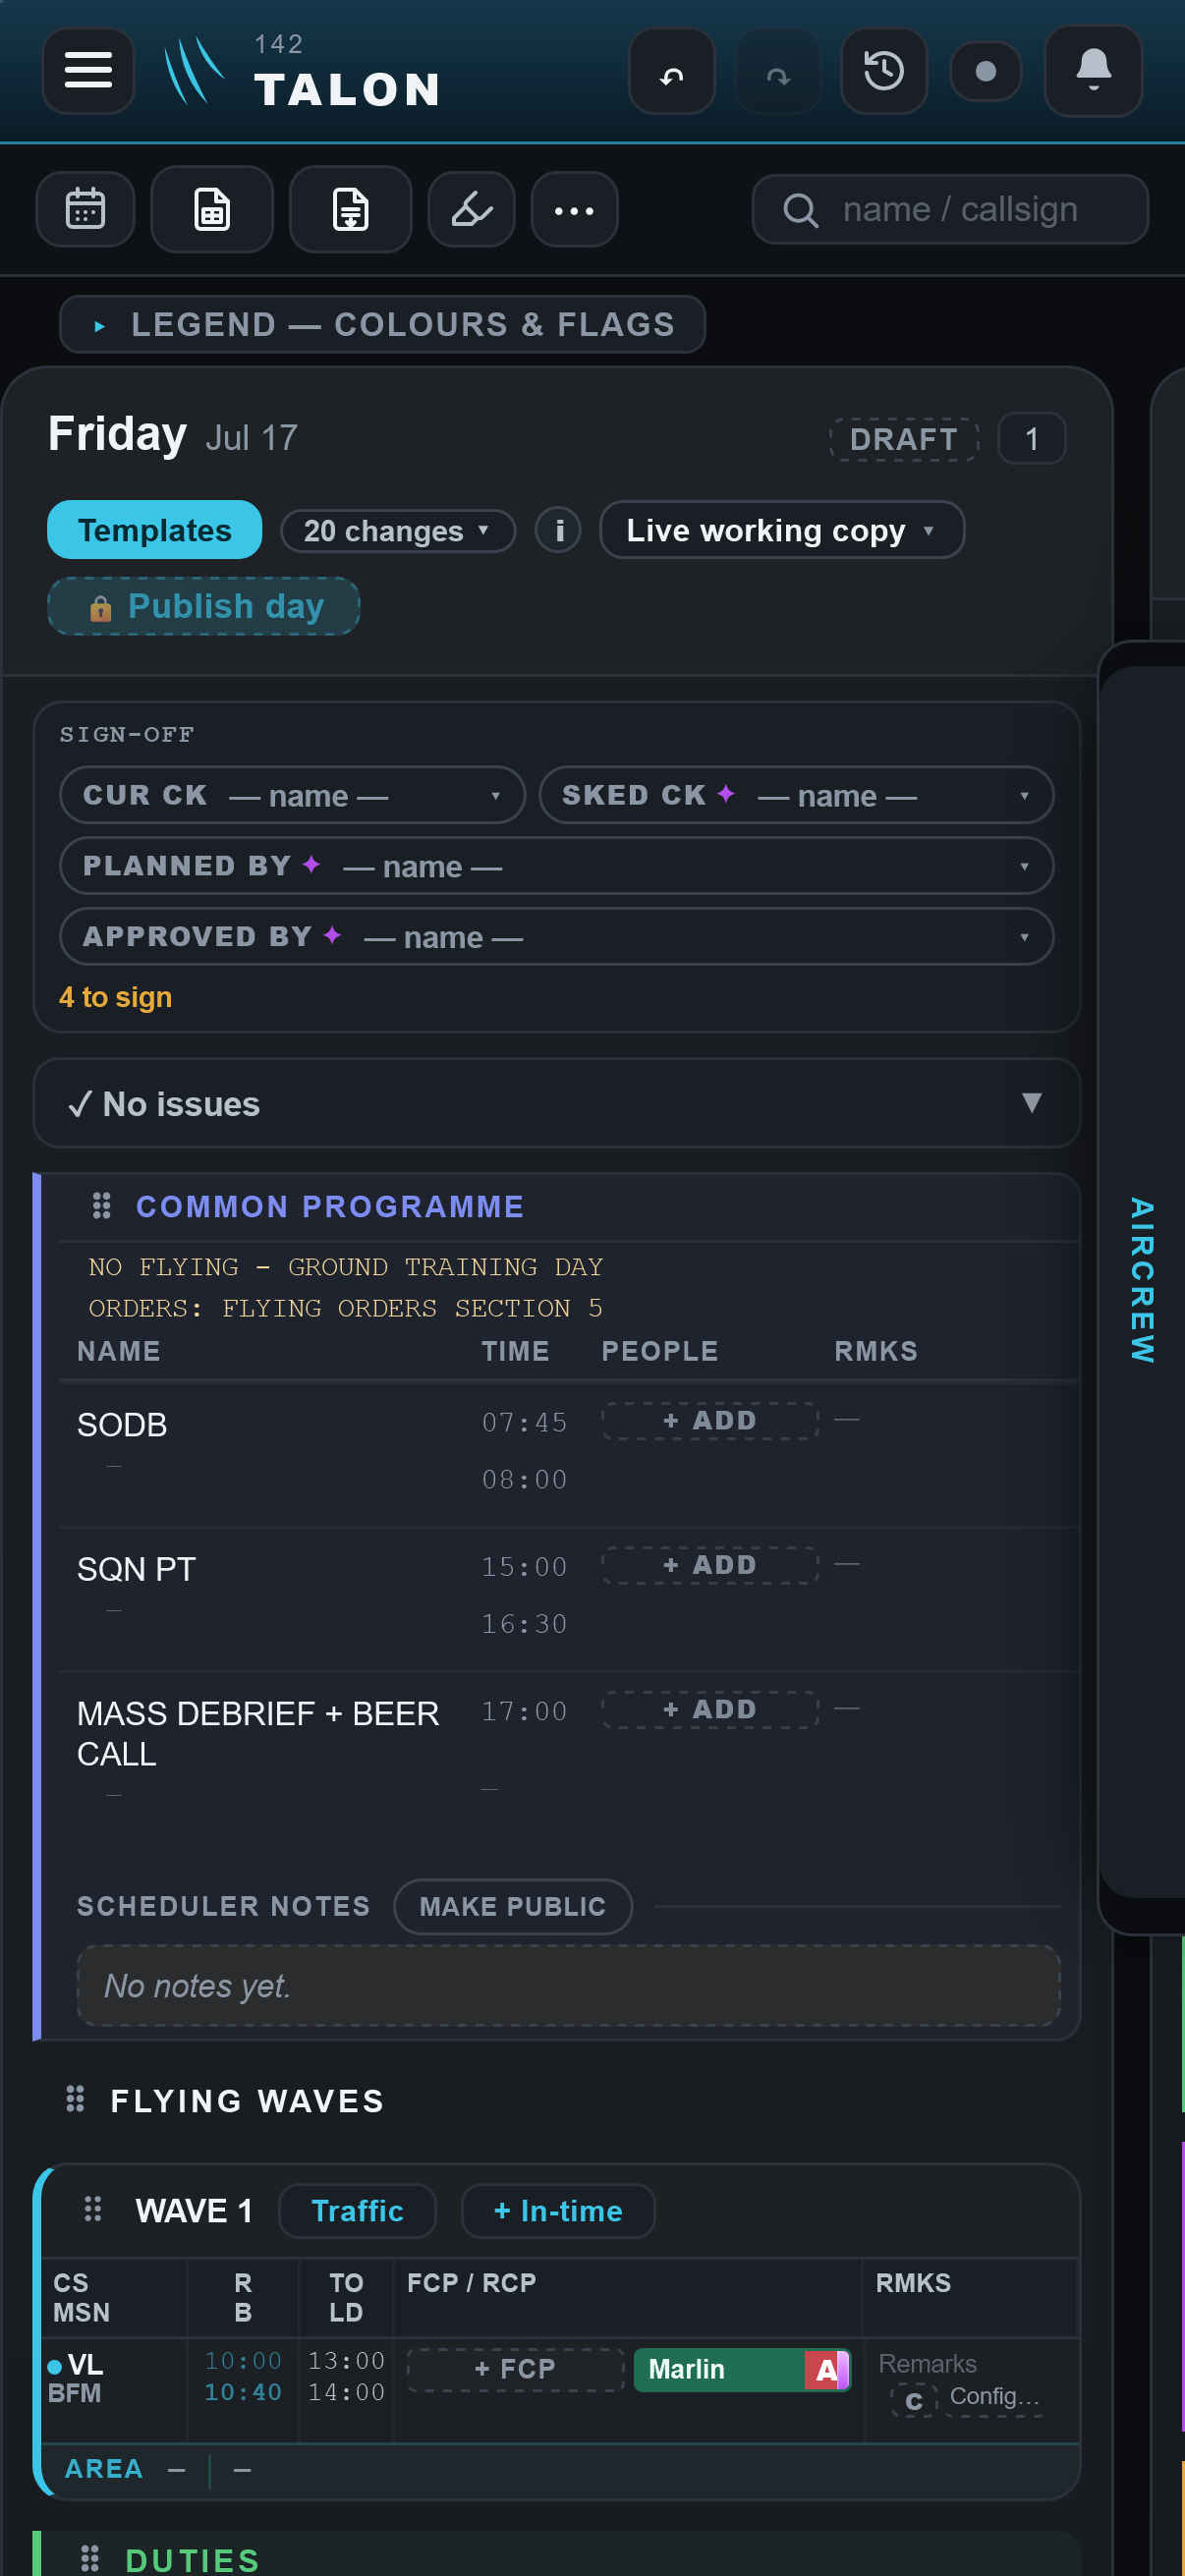 142
TALON
name / callsign
LEGEND — COLOURS & FLAGS
Friday Jul 17 DRAFT 1
Templates 20 changes i Live working copy
Publish day
SIGN-OFF
CUR CK — name — SKED CK — name —
PLANNED BY — name —
APPROVED BY — name —
4 to sign
✓ No issues
AIRCREW
COMMON PROGRAMME
NO FLYING - GROUND TRAINING DAY
ORDERS: FLYING ORDERS SECTION 5
NAME TIME PEOPLE RMKS
SODB 07:45 + ADD —
— 08:00
SQN PT 15:00 + ADD —
— 16:30
MASS DEBRIEF + BEER 17:00 + ADD —
CALL
— —
SCHEDULER NOTES MAKE PUBLIC
No notes yet.
FLYING WAVES
WAVE 1 Traffic + In-time
CS R TO FCP / RCP RMKS
MSN B LD
VL 10:00 13:00 + FCP Marlin A Remarks
BFM 10:40 14:00 C Config...
AREA — —
DUTIES